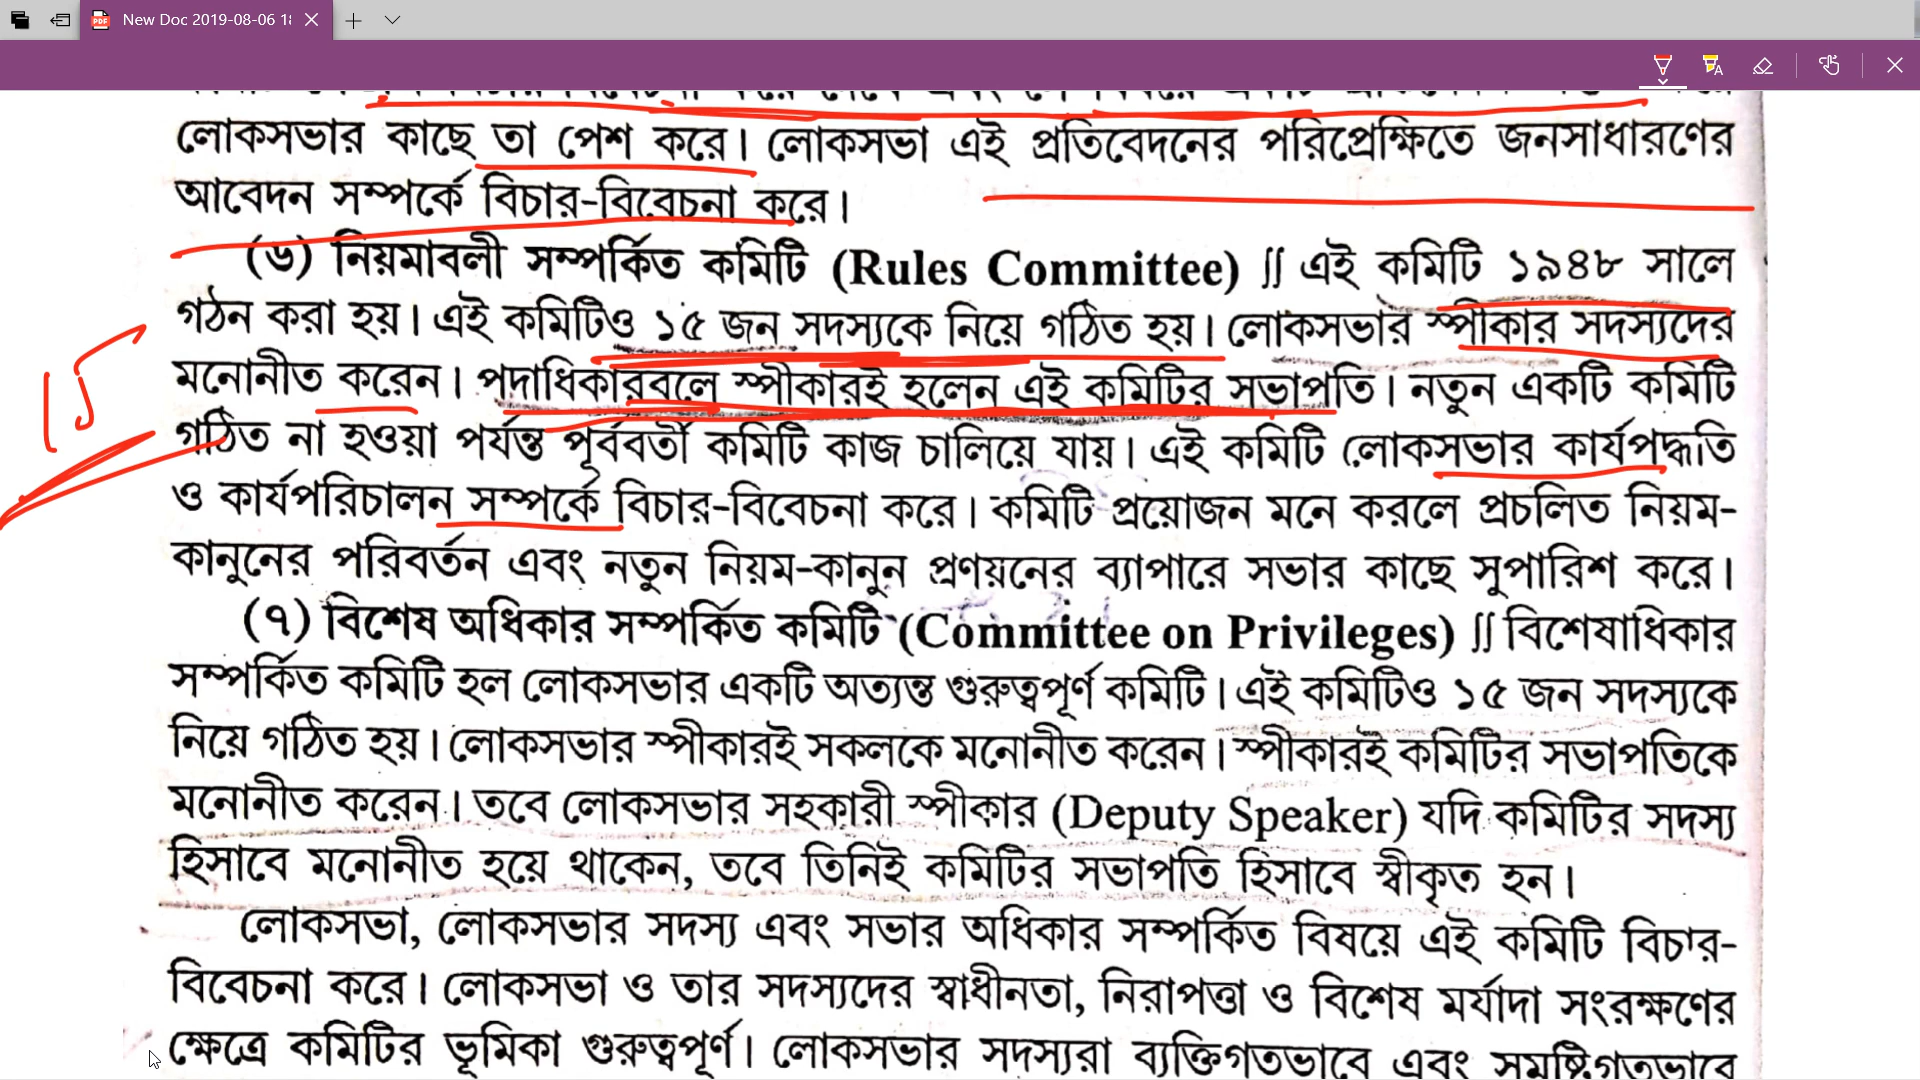 New Doc 2019-08-06 18
লোকসভার কাছে তা পেশ করে। লোকসভা এই প্রতিবেদনের পরিপ্রেক্ষিতে জনসাধারণের
আবেদন সম্পর্কে বিচার-বিবেচনা করে।
(৬) নিয়মাবলী সম্পর্কিত কমিটি (Rules Committee) ॥ এই কমিটি ১৯৪৮ সালে
গঠন করা হয়। এই কমিটিও ১৫ জন সদস্যকে নিয়ে গঠিত হয়। লোকসভার স্পীকার সদস্যদের
মনোনীত করেন। পদাধিকারবলে স্পীকারই হলেন এই কমিটির সভাপতি। নতুন একটি কমিটি
গঠিত না হওয়া পর্যন্ত পূর্ববর্তী কমিটি কাজ চালিয়ে যায়। এই কমিটি লোকসভার কার্যপদ্ধতি
ও কার্যপরিচালন সম্পর্কে বিচার-বিবেচনা করে। কমিটি প্রয়োজন মনে করলে প্রচলিত নিয়ম-
কানুনের পরিবর্তন এবং নতুন নিয়ম-কানুন প্রণয়নের ব্যাপারে সভার কাছে সুপারিশ করে।
(৭) বিশেষ অধিকার সম্পর্কিত কমিটি (Committee on Privileges) ॥ বিশেষাধিকার
সম্পর্কিত কমিটি হল লোকসভার একটি অত্যন্ত গুরুত্বপূর্ণ কমিটি। এই কমিটিও ১৫ জন সদস্যকে
নিয়ে গঠিত হয়। লোকসভার স্পীকারই সকলকে মনোনীত করেন। স্পীকারই কমিটির সভাপতিকে
মনোনীত করেন। তবে লোকসভার সহকারী স্পীকার (Deputy Speaker) যদি কমিটির সদস্য
হিসাবে মনোনীত হয়ে থাকেন, তবে তিনিই কমিটির সভাপতি হিসাবে স্বীকৃত হন।
লোকসভা, লোকসভার সদস্য এবং সভার অধিকার সম্পর্কিত বিষয়ে এই কমিটি বিচার-
বিবেচনা করে। লোকসভা ও তার সদস্যদের স্বাধীনতা, নিরাপত্তা ও বিশেষ মর্যাদা সংরক্ষণের
ক্ষেত্রে কমিটির ভূমিকা গুরুত্বপূর্ণ। লোকসভার সদস্যরা ব্যক্তিগতভাবে এবং সমষ্টিগতভাবে
15